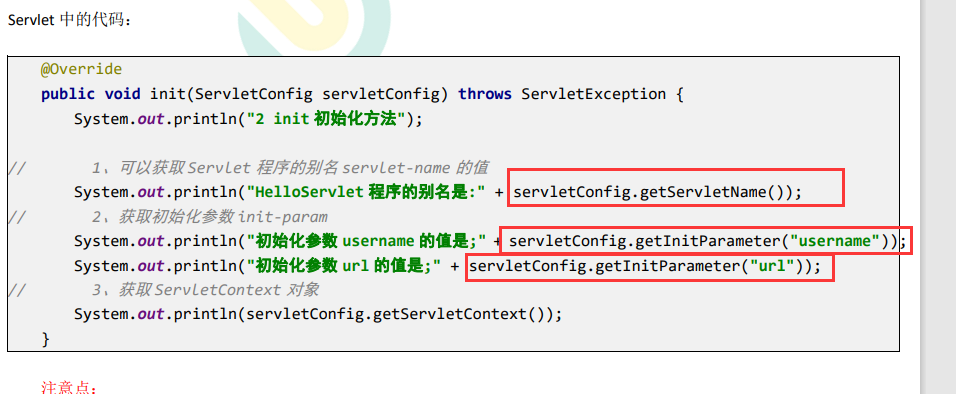 Servlet 中的代码：
@Override
public void init(ServletConfig servletConfig) throws ServletException {
System.out.println("2 init 初始化方法");
// 1、可以获取 Servlet 程序的别名 servlet-name 的值
System.out.println("HelloServlet 程序的别名是:" + servletConfig.getServletName());
// 2、获取初始化参数 init-param
System.out.println("初始化参数 username 的值是;" + servletConfig.getInitParameter("username"));
System.out.println("初始化参数 url 的值是;" + servletConfig.getInitParameter("url"));
// 3、获取 ServletContext 对象
System.out.println(servletConfig.getServletContext());
}
注意点：